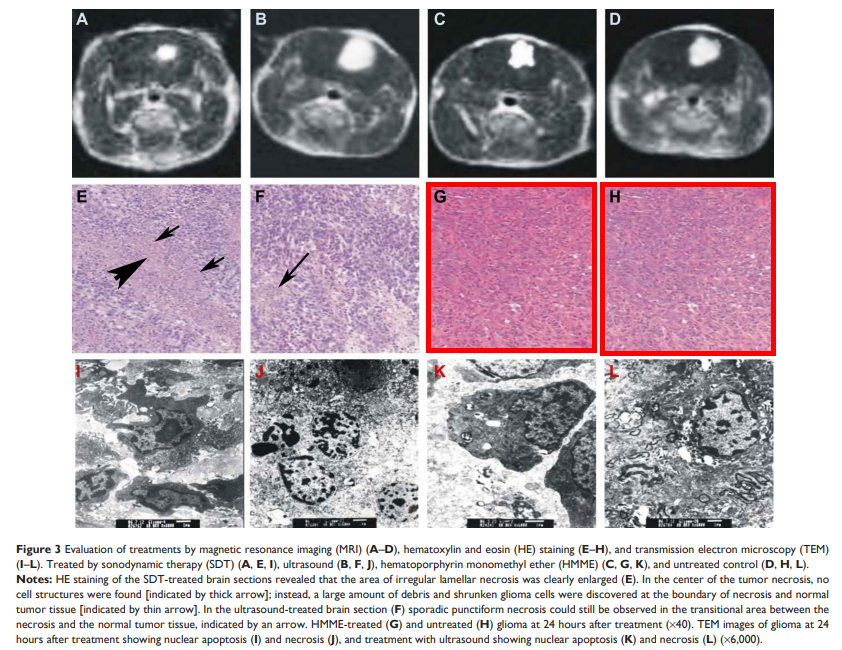 A
B
C
D
E
F
G
H
I
J
K
L
Figure 3 Evaluation of treatments by magnetic resonance imaging (MRI) (A–D), hematoxylin and eosin (HE) staining (E–H), and transmission electron microscopy (TEM)
(I–L). Treated by sonodynamic therapy (SDT) (A, E, I), ultrasound (B, F, J), hematoporphyrin monomethyl ether (HMME) (C, G, K), and untreated control (D, H, L).
Notes: HE staining of the SDT-treated brain sections revealed that the area of irregular lamellar necrosis was clearly enlarged (E). In the center of the tumor necrosis, no
cell structures were found [indicated by thick arrow]; instead, a large amount of debris and shrunken glioma cells were discovered at the boundary of necrosis and normal
tumor tissue [indicated by thin arrow]. In the ultrasound-treated brain section (F) sporadic punctiform necrosis could still be observed in the transitional area between the
necrosis and the normal tumor tissue, indicated by an arrow. HMME-treated (G) and untreated (H) glioma at 24 hours after treatment (×40). TEM images of glioma at 24
hours after treatment showing nuclear apoptosis (I) and necrosis (J), and treatment with ultrasound showing nuclear apoptosis (K) and necrosis (L) (×6,000).